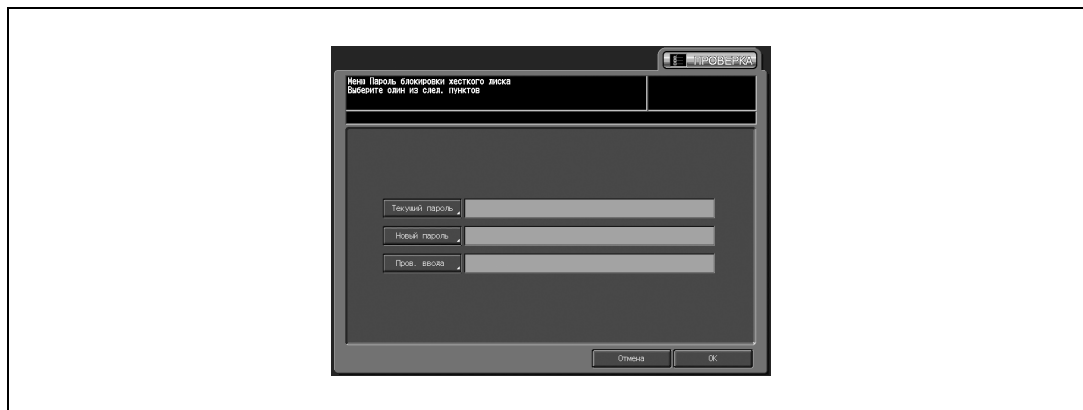 ПРОВЕРКА
Меню Пароль блокировки жесткого диска
Выберите один из след. пунктов
Текущий пароль
Новый пароль
Пров. ввода
Отмена
OK